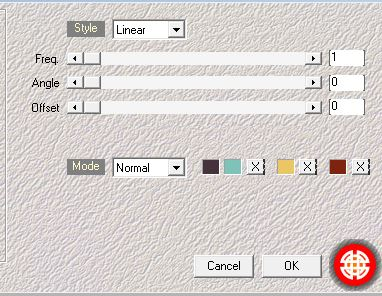 Style Linear
Freq. 1
Angle 0
Offset 0
Mode Normal X X X
Cancel OK